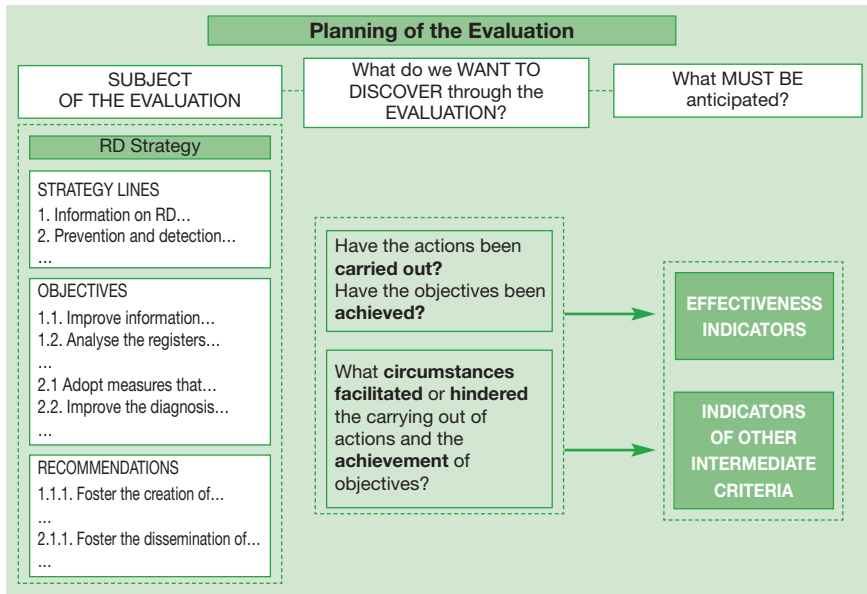 Planning of the Evaluation
SUBJECT
OF THE EVALUATION
What do we WANT TO
DISCOVER through the
EVALUATION?
What MUST BE
anticipated?
RD Strategy
STRATEGY LINES
1. Information on RD…
2. Prevention and detection…
…
OBJECTIVES
1.1. Improve information…
1.2. Analyse the registers…
…
2.1 Adopt measures that…
2.2. Improve the diagnosis…
…
RECOMMENDATIONS
1.1.1. Foster the creation of…
…
2.1.1. Foster the dissemination of…
…
Have the actions been
carried out?
Have the objectives been
achieved?
What circumstances
facilitated or hindered
the carrying out of
actions and the
achievement of
objectives?
EFFECTIVENESS
INDICATORS
INDICATORS
OF OTHER
INTERMEDIATE
CRITERIA